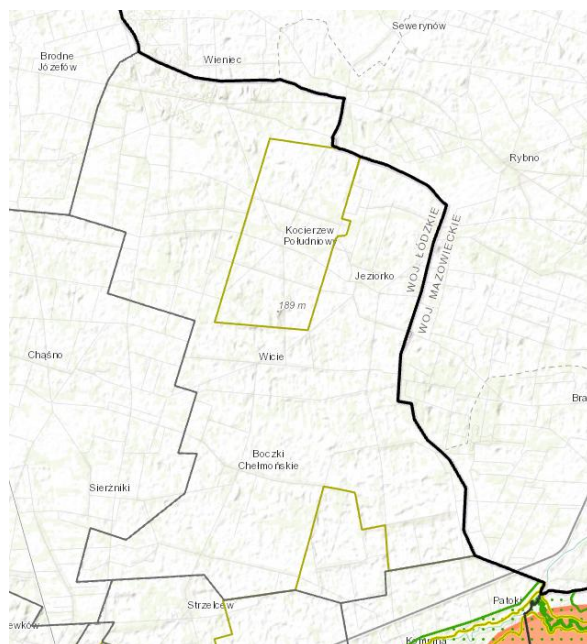 Sewerynów
Brodne
Józefów
Wieniec
Rybno
Kocierzew
Południowy
WOJ. ŁÓDZKIE
WOJ. MAZOWIECKIE
Jeziorko
189 m
Chąśno
Wicie
Boczki
Chełmońskie
Sierżniki
Strzelcew
Patoki